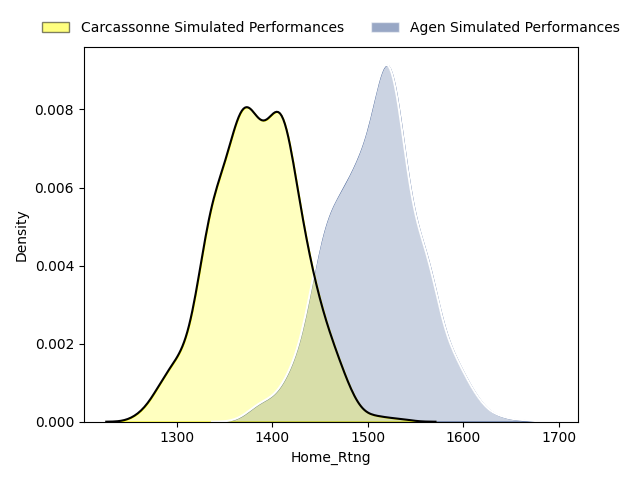 Carcassonne Simulated Performances
Agen Simulated Performances
0.008
0.006
0.004
0.002
0.000
Density
1300 1400 1500 1600 1700
Home_Rtng